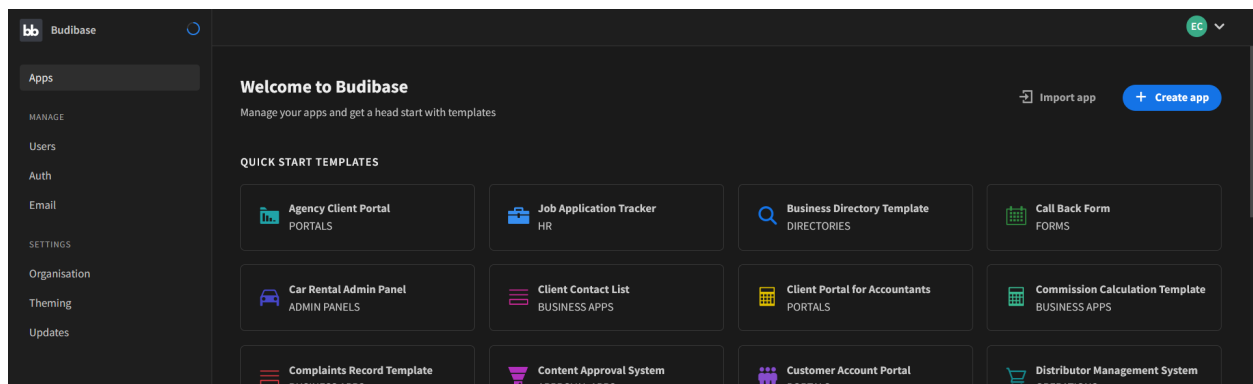 bb Budibase
EC
Apps
MANAGE
Users
Auth
Email
SETTINGS
Organisation
Theming
Updates
Welcome to Budibase
Manage your apps and get a head start with templates
Import app
+ Create app
QUICK START TEMPLATES
Agency Client Portal
PORTALS
Job Application Tracker
HR
Business Directory Template
DIRECTORIES
Call Back Form
FORMS
Car Rental Admin Panel
ADMIN PANELS
Client Contact List
BUSINESS APPS
Client Portal for Accountants
PORTALS
Commission Calculation Template
BUSINESS APPS
Complaints Record Template
Content Approval System
Customer Account Portal
Distributor Management System